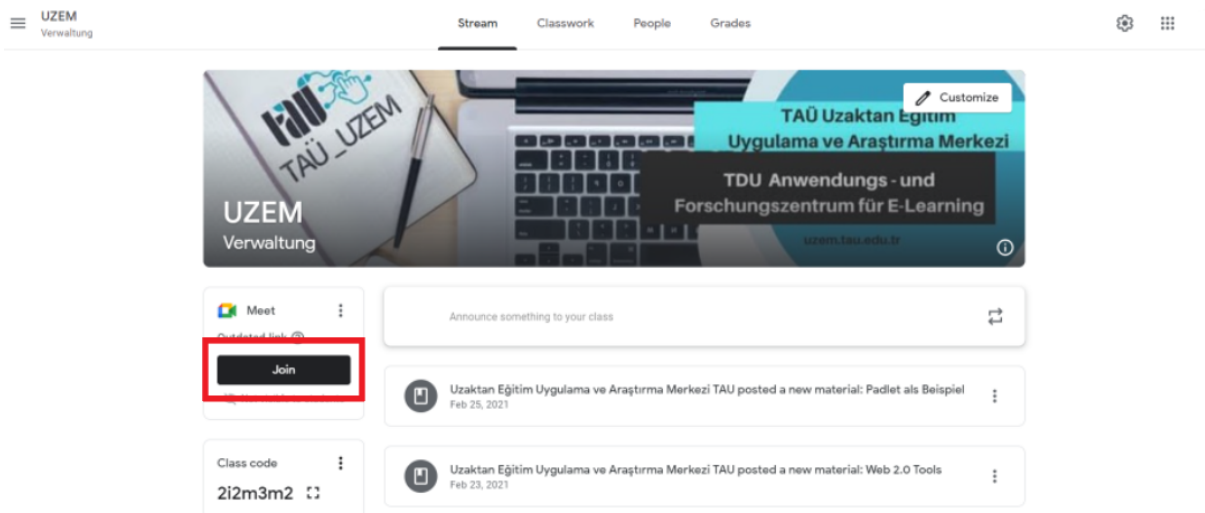 UZEM
Verwaltung
Stream Classwork People Grades
TAÜ_UZEM
Customize
TAÜ Uzaktan Eğitim
Uygulama ve Araştırma Merkezi
TDU Anwendungs - und
Forschungszentrum für E-Learning
uzem.tau.edu.tr
UZEM
Verwaltung
Meet
Outdated link
Join
Class code
2i2m3m2
Announce something to your class
Uzaktan Eğitim Uygulama ve Araştırma Merkezi TAU posted a new material: Padlet als Beispiel
Feb 25, 2021
Uzaktan Eğitim Uygulama ve Araştırma Merkezi TAU posted a new material: Web 2.0 Tools
Feb 23, 2021